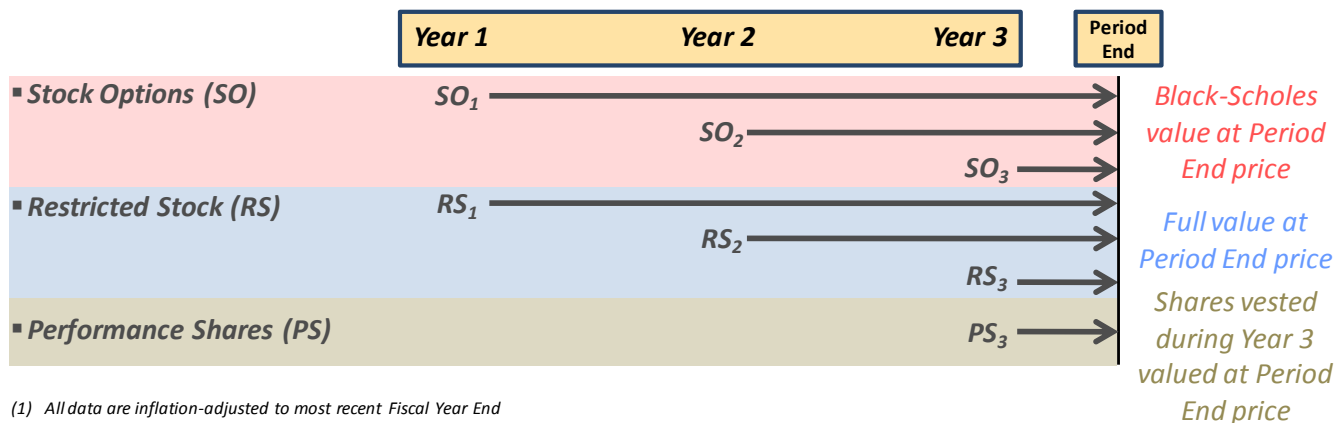 Year 1 Year 2 Year 3 Period
End
▪ Stock Options (SO) SO₁ Black-Scholes
SO₂ value at Period
SO₃ End price
▪ Restricted Stock (RS) RS₁
RS₂ Full value at
Period End price
RS₃
Shares vested
▪ Performance Shares (PS) PS₃ during Year 3
valued at Period
End price
(1) All data are inflation-adjusted to most recent Fiscal Year End